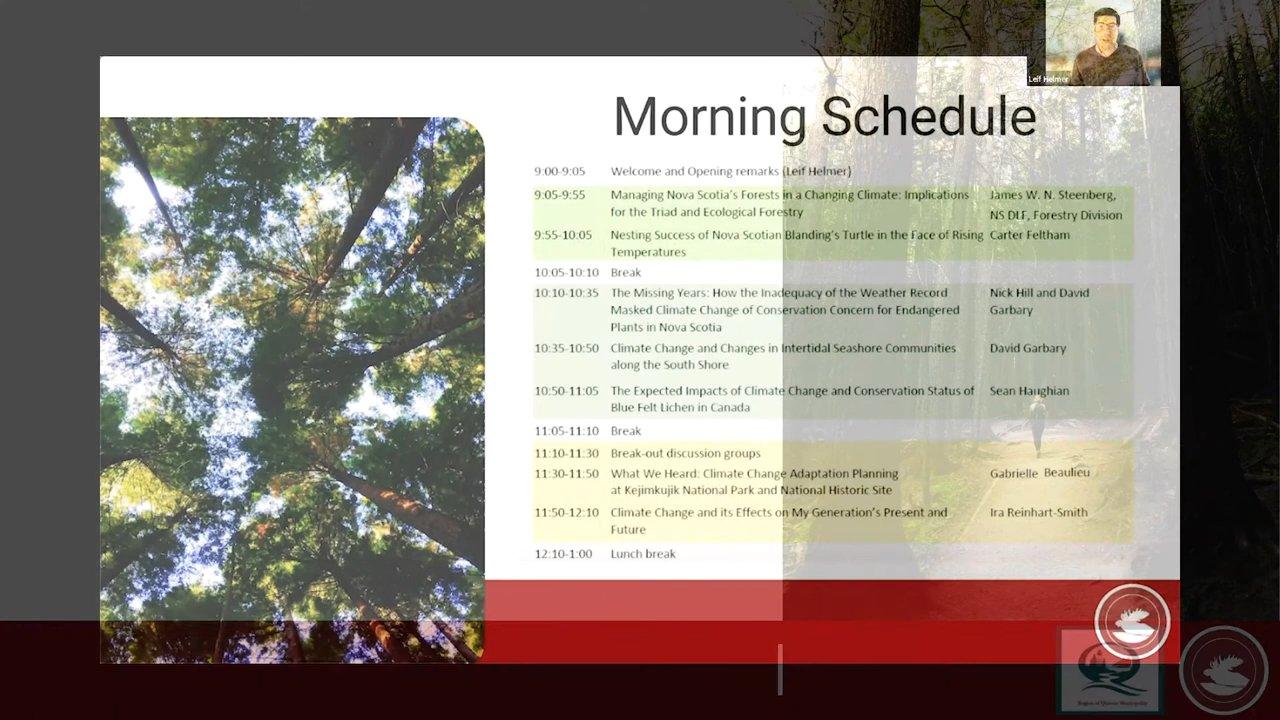 Leif Helmer
Morning Schedule
9:00-9:05 Welcome and Opening remarks (Leif Helmer)
9:05-9:55 Managing Nova Scotia's Forests in a Changing Climate: Implications James W. N. Steenberg,
for the Triad and Ecological Forestry NS DLF, Forestry Division
9:55-10:05 Nesting Success of Nova Scotian Blanding's Turtle in the Face of Rising Carter Feltham
Temperatures
10:05-10:10 Break
10:10-10:35 The Missing Years: How the Inadequacy of the Weather Record Nick Hill and David
Masked Climate Change of Conservation Concern for Endangered Garbary
Plants in Nova Scotia
10:35-10:50 Climate Change and Changes in Intertidal Seashore Communities David Garbary
along the South Shore
10:50-11:05 The Expected Impacts of Climate Change and Conservation Status of Sean Haughian
Blue Felt Lichen in Canada
11:05-11:10 Break
11:10-11:30 Break-out discussion groups
11:30-11:50 What We Heard: Climate Change Adaptation Planning Gabrielle Beaulieu
at Kejimkujik National Park and National Historic Site
11:50-12:10 Climate Change and its Effects on My Generation's Present and Ira Reinhart-Smith
Future
12:10-1:00 Lunch break
Region of Queens Municipality